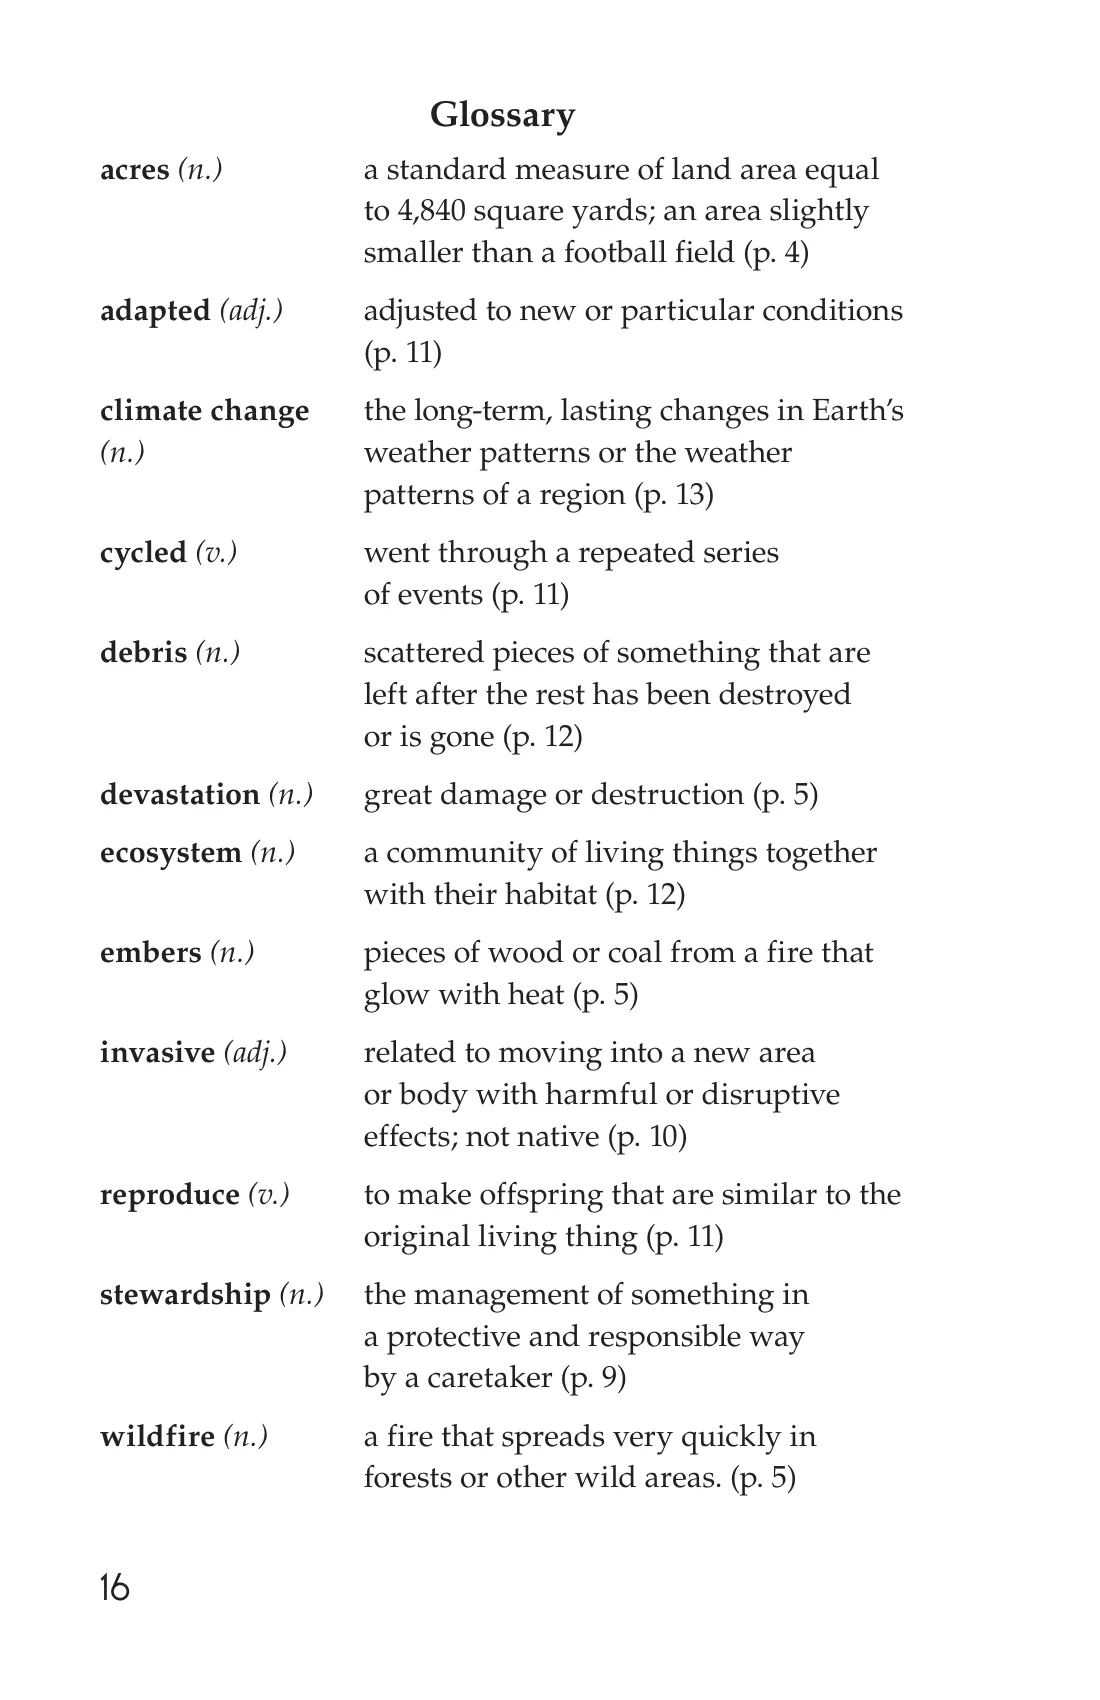 Glossary
acres (n.) a standard measure of land area equal
to 4,840 square yards; an area slightly
smaller than a football field (p. 4)
adapted (adj.) adjusted to new or particular conditions
(p. 11)
climate change the long-term, lasting changes in Earth’s
(n.) weather patterns or the weather
patterns of a region (p. 13)
cycled (v.) went through a repeated series
of events (p. 11)
debris (n.) scattered pieces of something that are
left after the rest has been destroyed
or is gone (p. 12)
devastation (n.) great damage or destruction (p. 5)
ecosystem (n.) a community of living things together
with their habitat (p. 12)
embers (n.) pieces of wood or coal from a fire that
glow with heat (p. 5)
invasive (adj.) related to moving into a new area
or body with harmful or disruptive
effects; not native (p. 10)
reproduce (v.) to make offspring that are similar to the
original living thing (p. 11)
stewardship (n.) the management of something in
a protective and responsible way
by a caretaker (p. 9)
wildfire (n.) a fire that spreads very quickly in
forests or other wild areas. (p. 5)
16